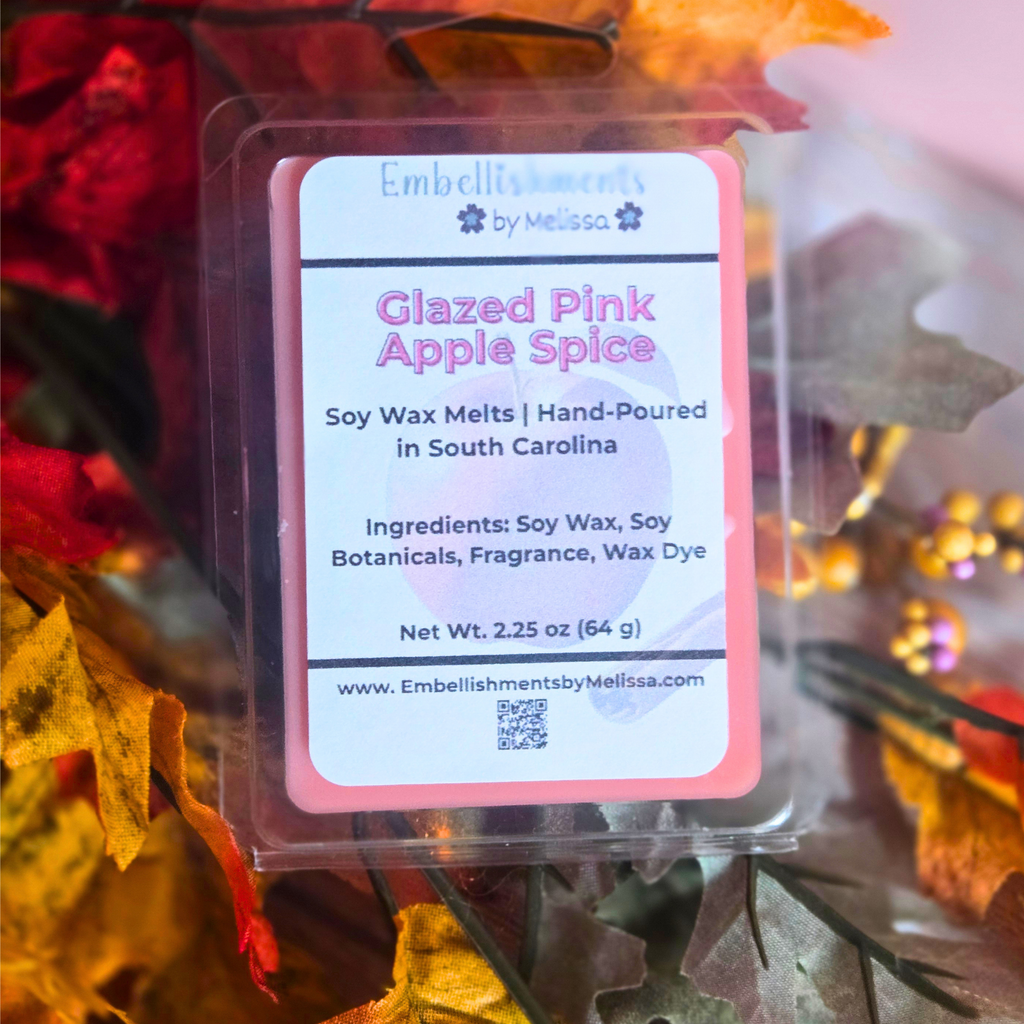 Embellishments
by Melissa
Glazed Pink
Apple Spice
Soy Wax Melts | Hand-Poured
in South Carolina
Ingredients: Soy Wax, Soy
Botanicals, Fragrance, Wax Dye
Net Wt. 2.25 oz (64 g)
www. EmbellishmentsbyMelissa.com